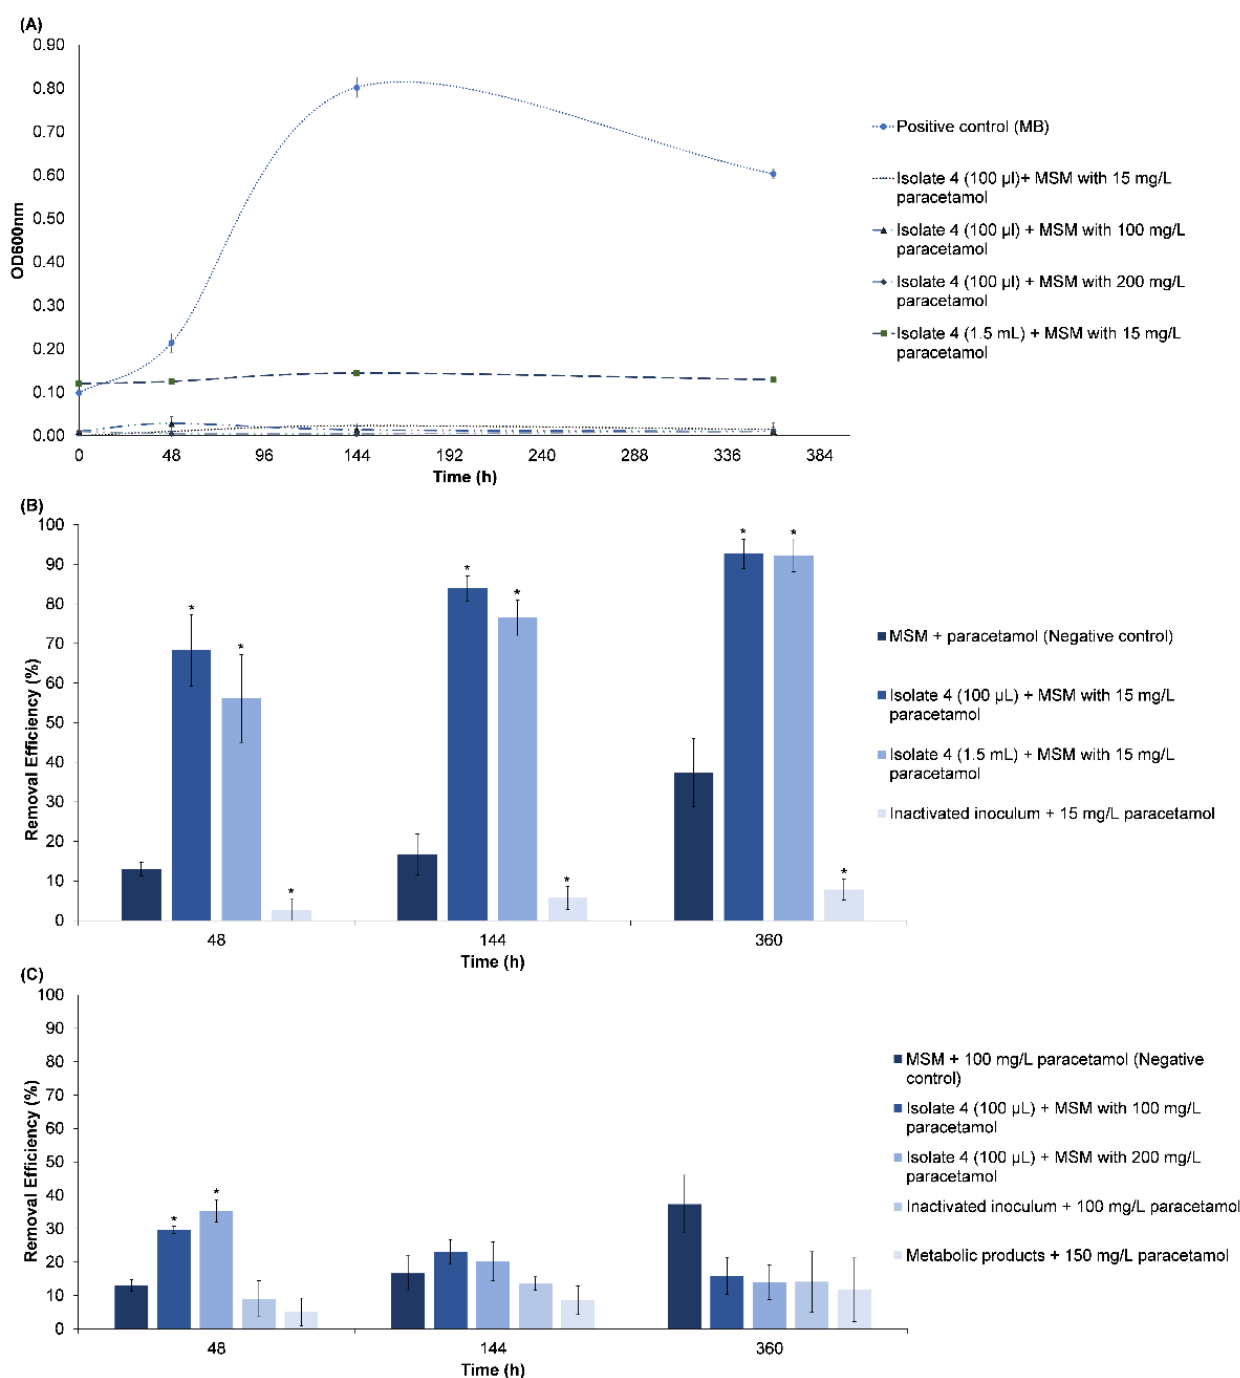 (A)
0.90
0.80
0.70
0.60
0.50
0.40
0.30
0.20
0.10
0.00
OD600nm
0 48 96 144 192 240 288 336 384
Time (h)
Positive control (MB)
Isolate 4 (100 µl)+ MSM with 15 mg/L
paracetamol
Isolate 4 (100 µl) + MSM with 100 mg/L
paracetamol
Isolate 4 (100 µl) + MSM with 200 mg/L
paracetamol
Isolate 4 (1.5 mL) + MSM with 15 mg/L
paracetamol
(B)
100
90
80
70
60
50
40
30
20
10
0
Removal Efficiency (%)
* * *
* * *
* * *
48 144 360
Time (h)
MSM + paracetamol (Negative control)
Isolate 4 (100 µL) + MSM with 15 mg/L
paracetamol
Isolate 4 (1.5 mL) + MSM with 15 mg/L
paracetamol
Inactivated inoculum + 15 mg/L paracetamol
(C)
100
90
80
70
60
50
40
30
20
10
0
Removal Efficiency (%)
* *
48 144 360
Time (h)
MSM + 100 mg/L paracetamol (Negative
control)
Isolate 4 (100 µL) + MSM with 100 mg/L
paracetamol
Isolate 4 (100 µL) + MSM with 200 mg/L
paracetamol
Inactivated inoculum + 100 mg/L paracetamol
Metabolic products + 150 mg/L paracetamol